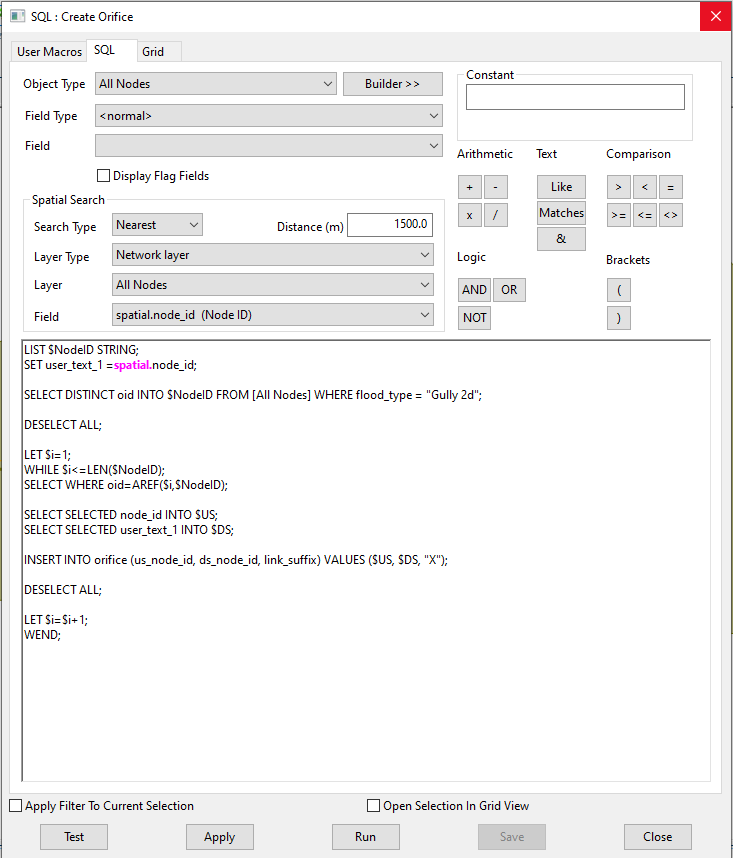 SQL : Create Orifice
User Macros
SQL
Grid
Object Type
All Nodes
Builder >>
Constant
Field Type
<normal>
Field
Display Flag Fields
Arithmetic
Text
Comparison
+
-
x
/
Like
Matches
&
>
<
=
>=
<=
<>
Spatial Search
Search Type
Nearest
Distance (m)
1500.0
Layer Type
Network layer
Layer
All Nodes
Field
spatial.node_id (Node ID)
Logic
AND
OR
NOT
Brackets
(
)
LIST $NodeID STRING;
SET user_text_1 =spatial.node_id;
SELECT DISTINCT oid INTO $NodeID FROM [All Nodes] WHERE flood_type = "Gully 2d";
DESELECT ALL;
LET $i=1;
WHILE $i<=LEN($NodeID);
SELECT WHERE oid=AREF($i,$NodeID);
SELECT SELECTED node_id INTO $US;
SELECT SELECTED user_text_1 INTO $DS;
INSERT INTO orifice (us_node_id, ds_node_id, link_suffix) VALUES ($US, $DS, "X");
DESELECT ALL;
LET $i=$i+1;
WEND;
Apply Filter To Current Selection
Open Selection In Grid View
Test
Apply
Run
Save
Close